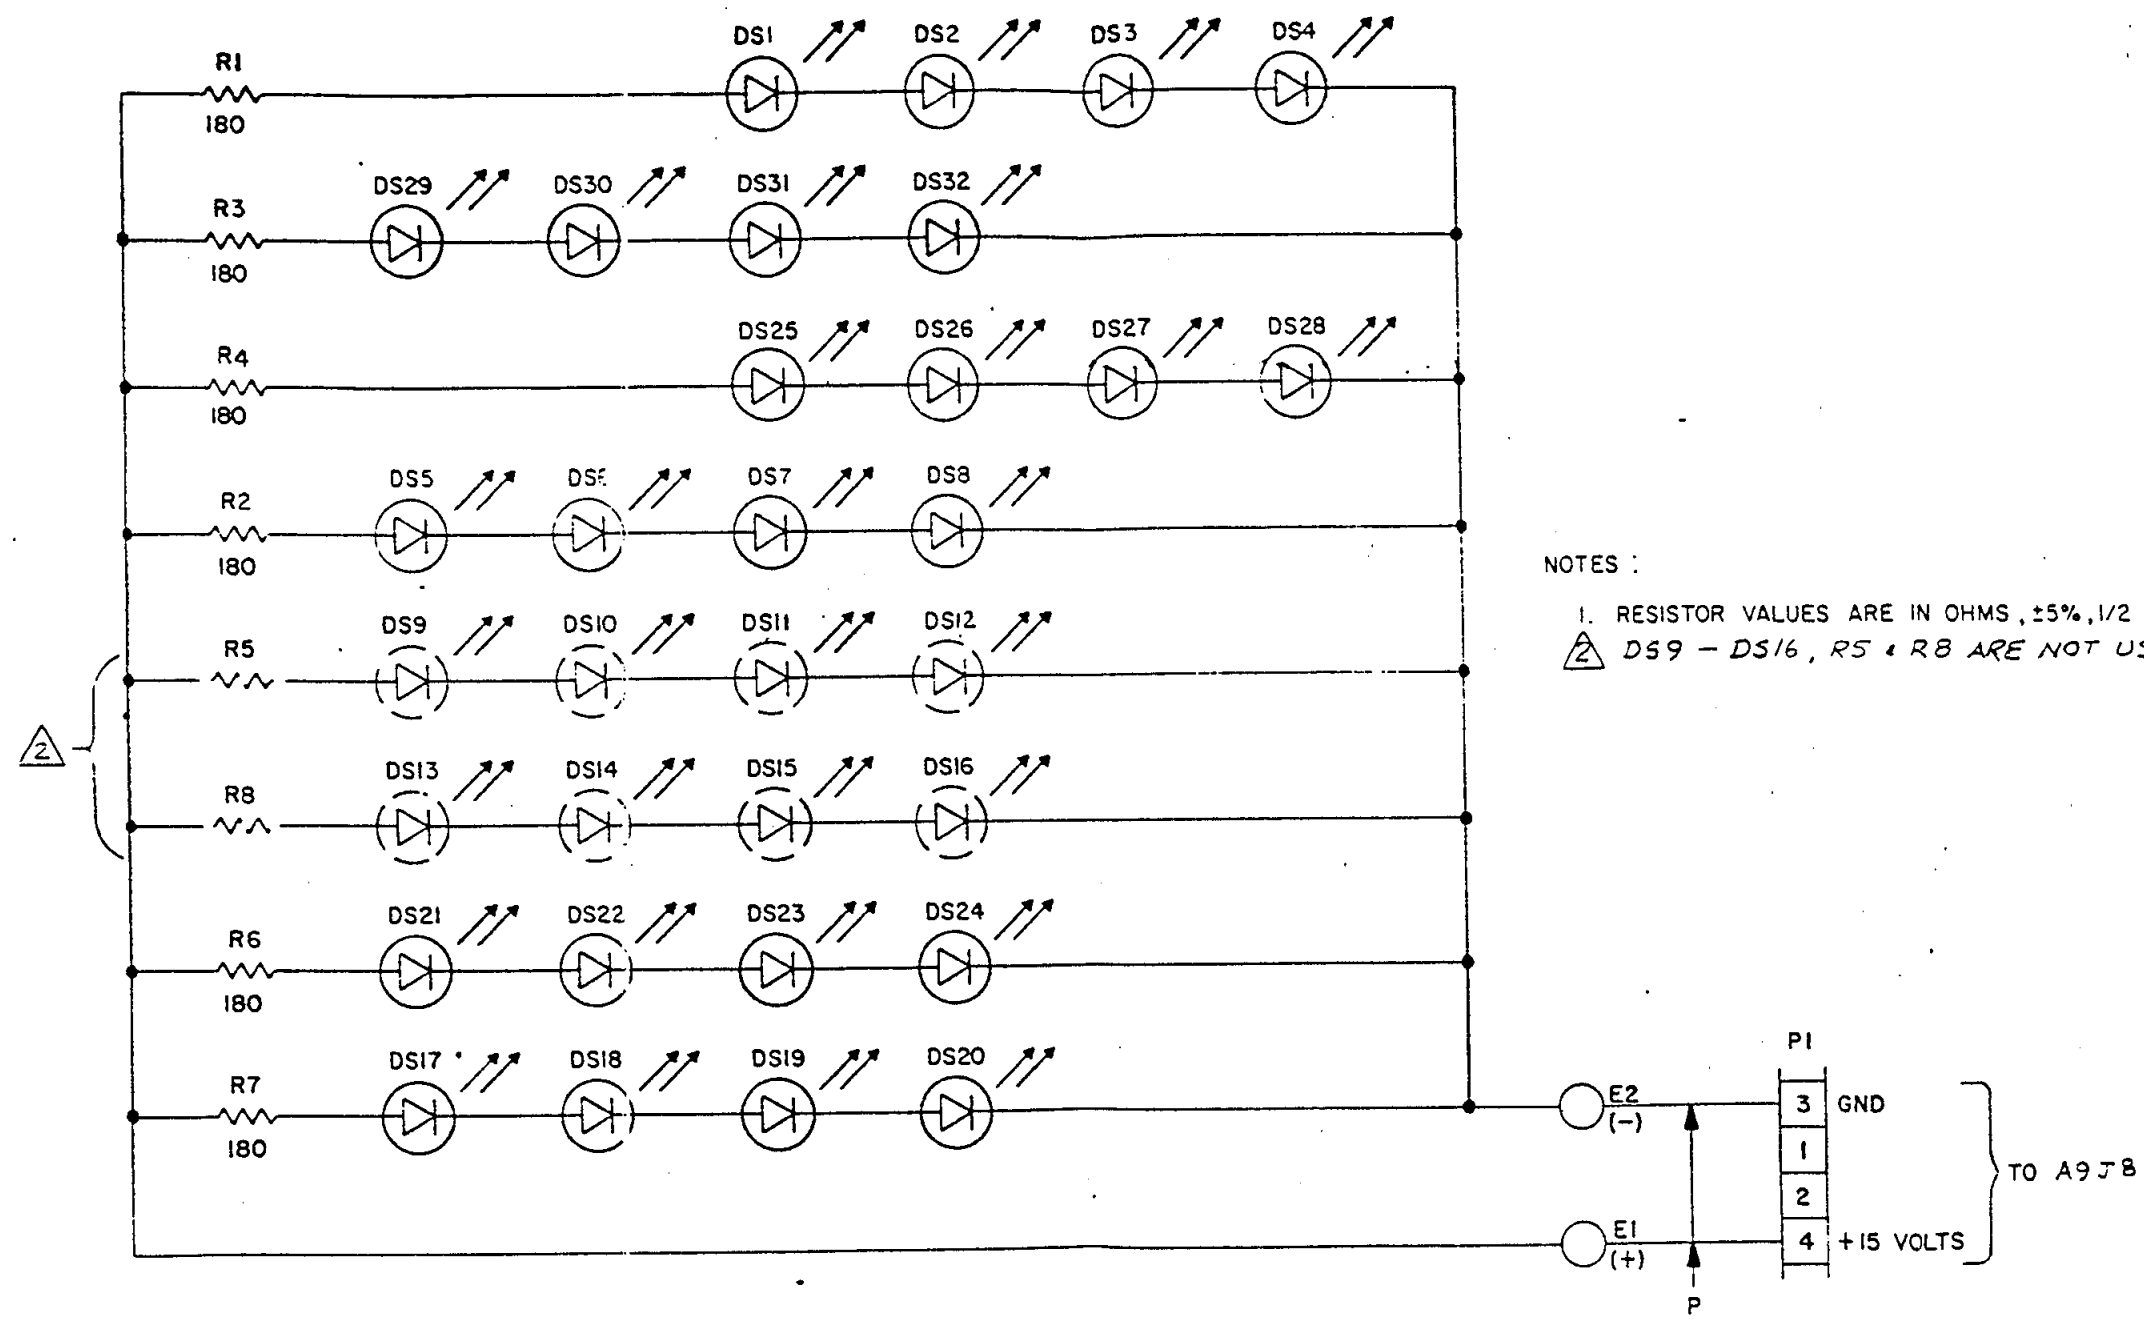 DS1 DS2 DS3 DS4
R1
180
DS29 DS30 DS31 DS32
R3
180
DS25 DS26 DS27 DS28
R4
180
DS5 DS7 DS8
R2
180
NOTES :
1. RESISTOR VALUES ARE IN OHMS, ±5%, 1/2
2 DS9 - DS16, R5 & R8 ARE NOT US
DS9 DS10 DS11 DS12
R5
2
DS13 DS14 DS15 DS16
R8
DS21 DS22 DS23 DS24
R6
180
DS17 DS18 DS19 DS20
R7
180
P1
E2
(-)
3 GND
1
2
TO A9J8
E1
(+)
4 +15 VOLTS
P